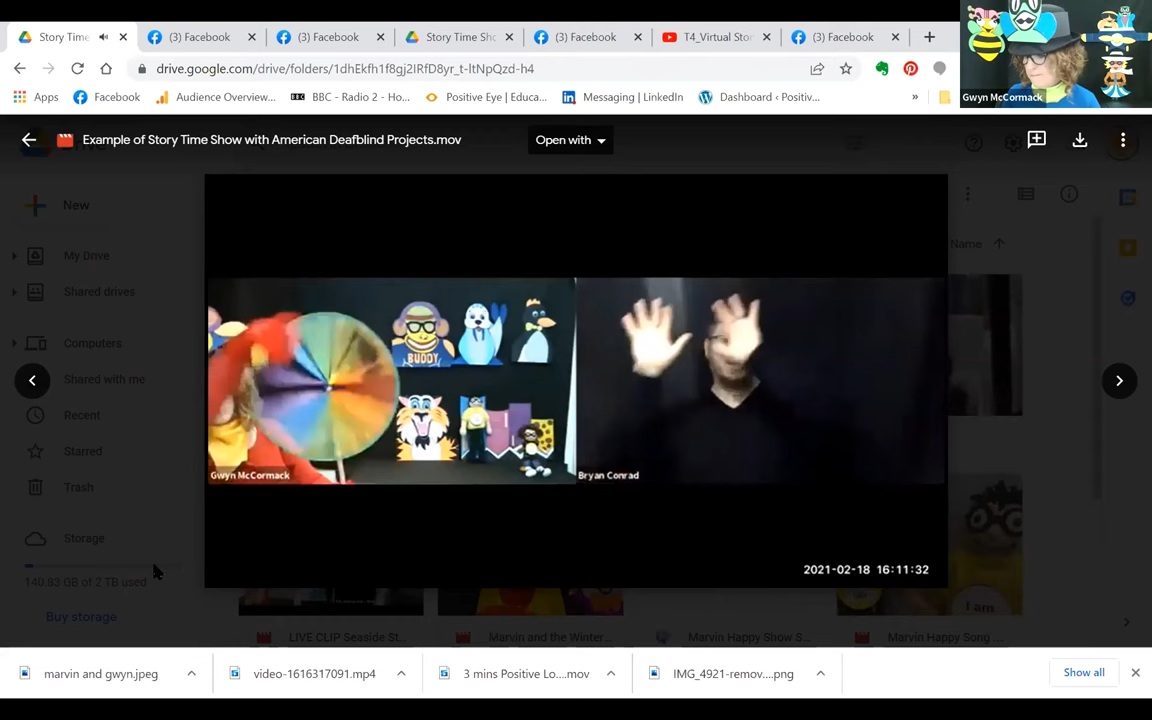 Story Time
(3) Facebook
(3) Facebook
Story Time Sho
(3) Facebook
T4_Virtual Stor
(3) Facebook
drive.google.com/drive/folders/1dhEkfh1f8gj2IRfD8yr_t-ItNpQzd-h4
Gwyn McCormack
Apps
Facebook
Audience Overview...
BBC - Radio 2 - Ho...
Positive Eye | Educa...
Messaging | LinkedIn
Dashboard ‹ Positiv...
»
Example of Story Time Show with American Deafblind Projects.mov
Open with
New
My Drive
Shared drives
Computers
Shared with me
Recent
Starred
Trash
Storage
140.83 GB of 2 TB used
Buy storage
Name
BUDDY
Gwyn McCormack
Bryan Conrad
2021-02-18 16:11:32
I am
LIVE CLIP Seaside St...
Marvin and the Winter...
Marvin Happy Show S...
Marvin Happy Song ...
marvin and gwyn.jpeg
video-1616317091.mp4
3 mins Positive Lo....mov
IMG_4921-remov....png
Show all